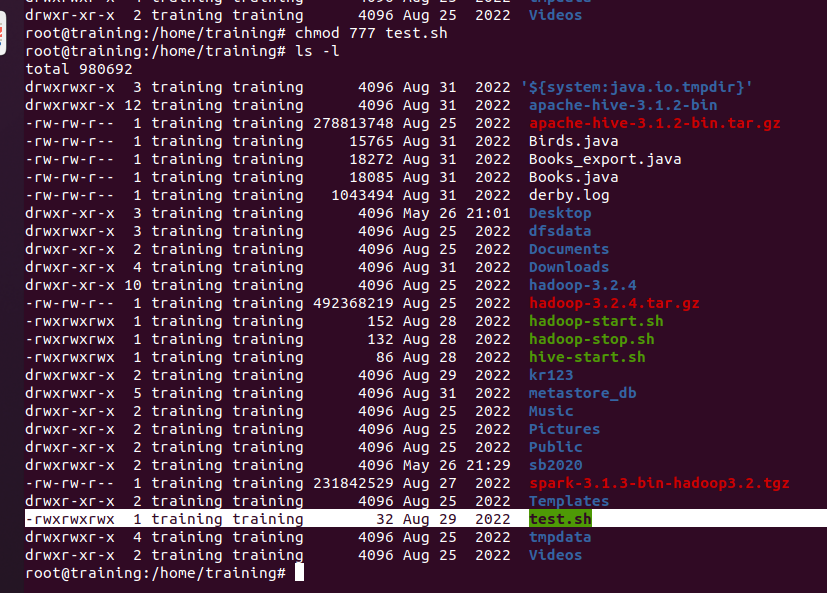 drwxr-xr-x  2 training training      4096 Aug 25  2022  Videos
root@training:/home/training# chmod 777 test.sh
root@training:/home/training# ls -l
total 980692
drwxrwxr-x  3 training training      4096 Aug 31  2022 '${system:java.io.tmpdir}'
drwxrwxr-x 12 training training      4096 Aug 31  2022  apache-hive-3.1.2-bin
-rw-rw-r--  1 training training 278813748 Aug 25  2022  apache-hive-3.1.2-bin.tar.gz
-rw-rw-r--  1 training training     15765 Aug 31  2022  Birds.java
-rw-rw-r--  1 training training     18272 Aug 31  2022  Books_export.java
-rw-rw-r--  1 training training     18085 Aug 31  2022  Books.java
-rw-rw-r--  1 training training   1043494 Aug 31  2022  derby.log
drwxr-xr-x  3 training training      4096 May 26 21:01  Desktop
drwxrwxr-x  3 training training      4096 Aug 25  2022  dfsdata
drwxr-xr-x  2 training training      4096 Aug 25  2022  Documents
drwxr-xr-x  4 training training      4096 Aug 31  2022  Downloads
drwxr-xr-x 10 training training      4096 Aug 25  2022  hadoop-3.2.4
-rw-rw-r--  1 training training 492368219 Aug 25  2022  hadoop-3.2.4.tar.gz
-rwxrwxrwx  1 training training       152 Aug 28  2022  hadoop-start.sh
-rwxrwxrwx  1 training training       132 Aug 28  2022  hadoop-stop.sh
-rwxrwxrwx  1 training training        86 Aug 28  2022  hive-start.sh
drwxrwxr-x  2 training training      4096 Aug 29  2022  kr123
drwxrwxr-x  5 training training      4096 Aug 31  2022  metastore_db
drwxr-xr-x  2 training training      4096 Aug 25  2022  Music
drwxr-xr-x  2 training training      4096 Aug 25  2022  Pictures
drwxr-xr-x  2 training training      4096 Aug 25  2022  Public
drwxrwxr-x  2 training training      4096 May 26 21:29  sb2020
-rw-rw-r--  1 training training 231842529 Aug 27  2022  spark-3.1.3-bin-hadoop3.2.tgz
drwxr-xr-x  2 training training      4096 Aug 25  2022  Templates
-rwxrwxrwx  1 training training        32 Aug 29  2022  test.sh
drwxrwxr-x  4 training training      4096 Aug 25  2022  tmpdata
drwxr-xr-x  2 training training      4096 Aug 25  2022  Videos
root@training:/home/training#